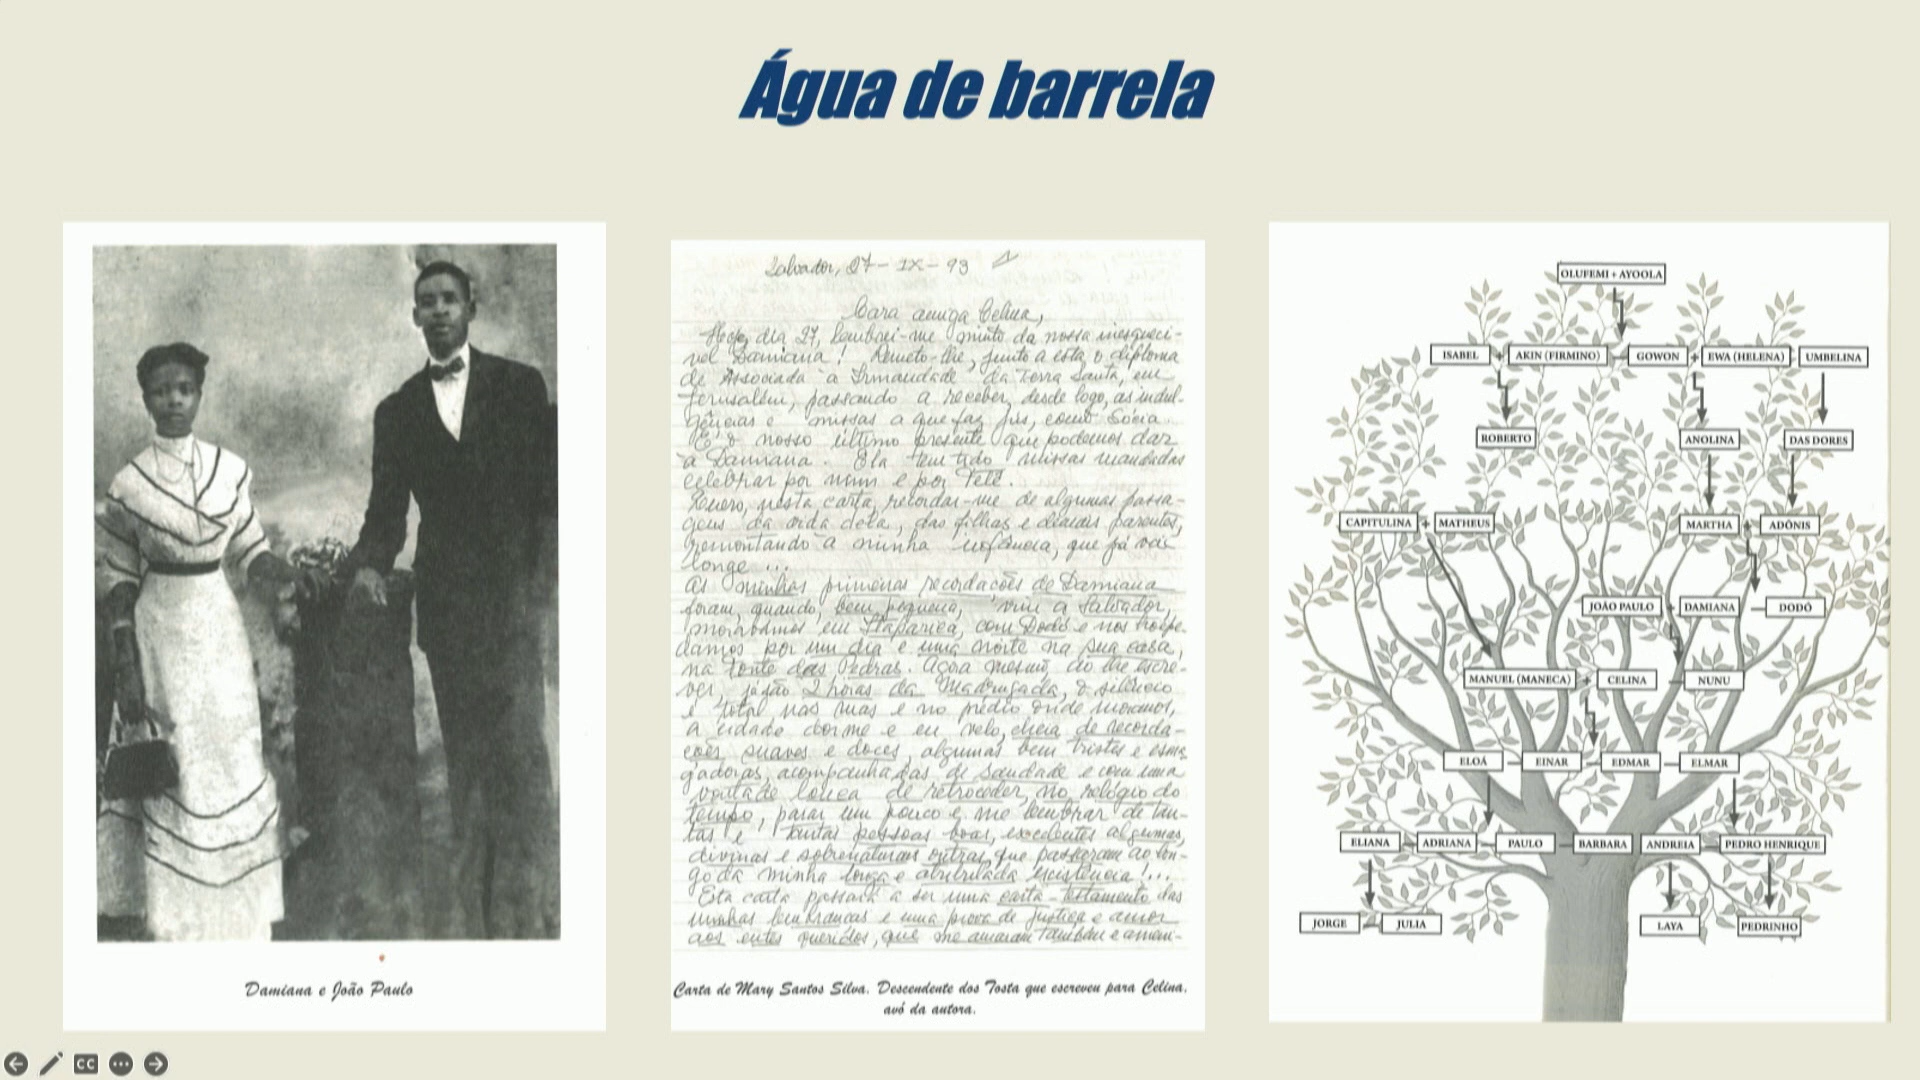 Água de barrela
Damiana e João Paulo
Salvador, 27 - IX - 93
Cara amiga Celina,
Hoje, dia 27, lembrei-me muito da nossa inesquecí-
vel Damiana! Remeto-lhe, junto a esta, o diploma
de Associada à Irmandade da Terra Santa, em
Jerusalém, passando a receber, desde logo, as indul-
gências e missas a que faz jús, como Sócia.
É o nosso último presente que podemos dar
à Damiana. Ela tem tido missas mandadas
celebrar por mim e por Teté.
Quero, nesta carta, recordar-me de algumas passa-
gens da vida dela, das filhas e demais parentes,
remontando à minha infância, que já vai
longe ...
As minhas primeiras recordações de Damiana
foram quando, bem pequena, vim a Salvador,
morávamos em Itaparica, com Dodó e nos hospe-
damos por um dia e uma noite na sua casa,
na Fonte das Pedras. Agora mesmo, ao lhe escre-
ver, já são 2 horas da Madrugada, o silêncio
é total nas ruas e no prédio onde moramos,
a cidade dorme e eu velo, cheia de recorda-
ções suaves e doces, algumas bem tristes e esma-
gadoras, acompanhadas de saudade e com uma
vontade louca de retroceder, no relógio do
tempo, parar um pouco e me lembrar de tan-
tas e tantas pessoas boas, excelentes algumas,
divinas e sobrenaturais outras, que passaram ao lon-
go da minha longa e atribulada existência!...
Esta carta passará a ser uma carta-testamento das
minhas lembranças e uma prova de justiça e amor
aos entes queridos, que me amaram também e
Carta de Mary Santos Silva. Descendente dos Tosta que escreveu para Celina,
avó da autora.
OLUFEMI + AYOOLA
ISABEL + AKIN (FIRMINO) GOWON + EWA (HELENA) UMBELINA
ROBERTO ANOLINA DAS DORES
CAPITULINA + MATHEUS MARTHA + ADÔNIS
JOÃO PAULO + DAMIANA DODÓ
MANUEL (MANECA) + CELINA NUNU
ELOÁ EINAR EDMAR ELMAR
ELIANA ADRIANA PAULO BARBARA ANDREIA PEDRO HENRIQUE
JORGE JULIA LAYA PEDRINHO
CC